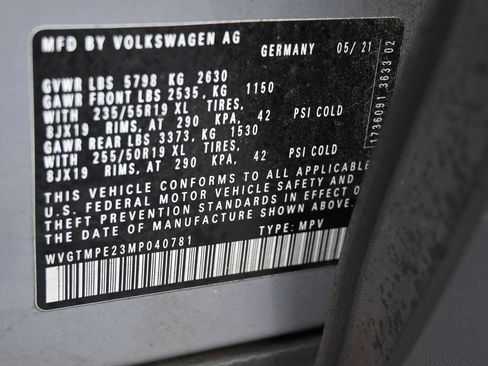 MFD BY VOLKSWAGEN AG GERMANY 05/21
GVWR LBS 5798 KG 2630
GAWR FRONT LBS 2535, KG 1150
WITH 235/55R19 XL TIRES,
8JX19 RIMS, AT 290 KPA, 42 PSI COLD
GAWR REAR LBS 3373, KG 1530
WITH 255/50R19 XL TIRES,
8JX19 RIMS, AT 290 KPA, 42 PSI COLD
THIS VEHICLE CONFORMS TO ALL APPLICABLE
U.S. FEDERAL MOTOR VEHICLE SAFETY AND
THEFT PREVENTION STANDARDS IN EFFECT ON
THE DATE OF MANUFACTURE SHOWN ABOVE.
WVGTMPE23MP040781 TYPE: MPV
1736091 3633 02